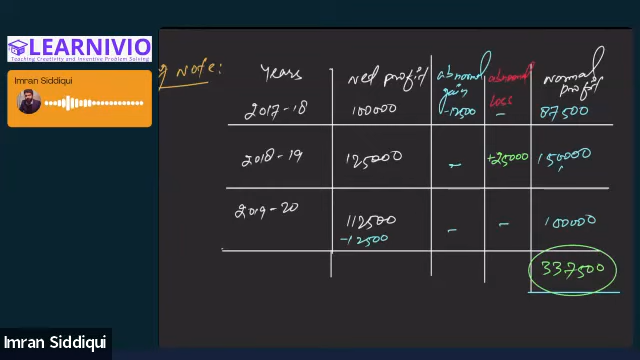 LEARNIVIO
Teaching Creativity and Inventive Problem Solving
Imran Siddiqui
g Note:
Years Net profit abnormal gain abnormal loss Normal profit
2017-18 100000 -12500 - 87500
2018-19 125000 - +25000 150000
2019-20 112500 - - 100000
-12500
337500
Imran Siddiqui